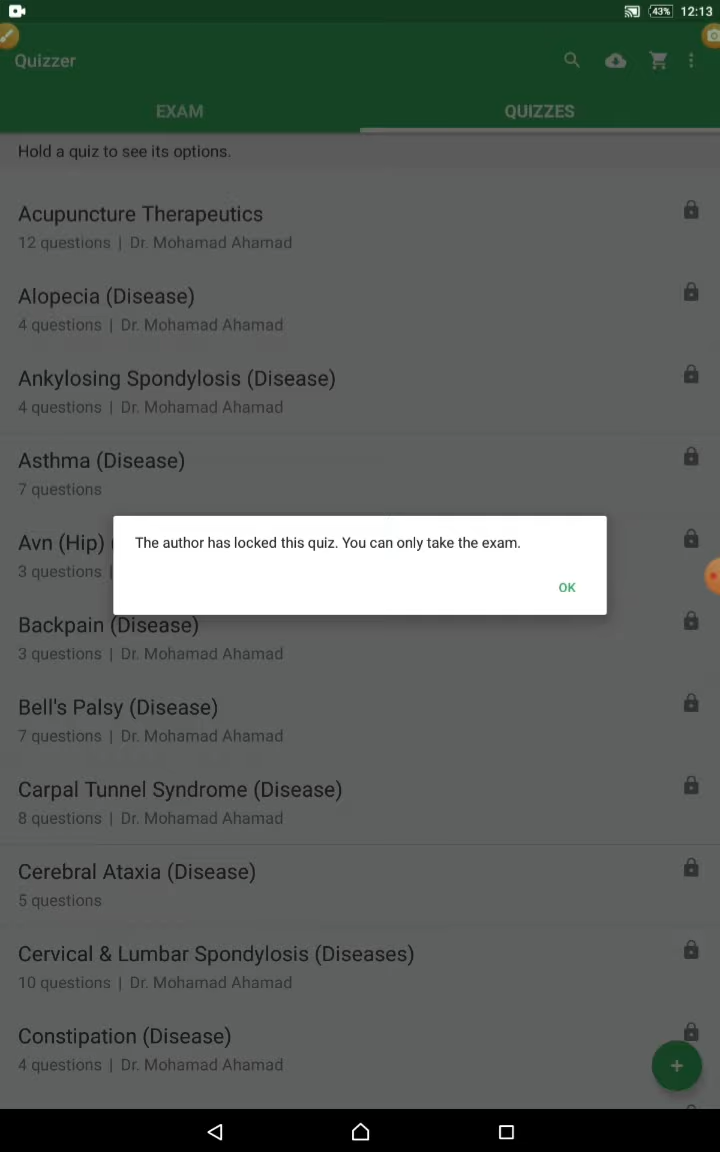 43% 12:13
Quizzer
EXAM QUIZZES
Hold a quiz to see its options.
Acupuncture Therapeutics
12 questions | Dr. Mohamad Ahamad
Alopecia (Disease)
4 questions | Dr. Mohamad Ahamad
Ankylosing Spondylosis (Disease)
4 questions | Dr. Mohamad Ahamad
Asthma (Disease)
7 questions
Avn (Hip)
3 questions |
The author has locked this quiz. You can only take the exam.
OK
Backpain (Disease)
3 questions | Dr. Mohamad Ahamad
Bell's Palsy (Disease)
7 questions | Dr. Mohamad Ahamad
Carpal Tunnel Syndrome (Disease)
8 questions | Dr. Mohamad Ahamad
Cerebral Ataxia (Disease)
5 questions
Cervical & Lumbar Spondylosis (Diseases)
10 questions | Dr. Mohamad Ahamad
Constipation (Disease)
4 questions | Dr. Mohamad Ahamad
+